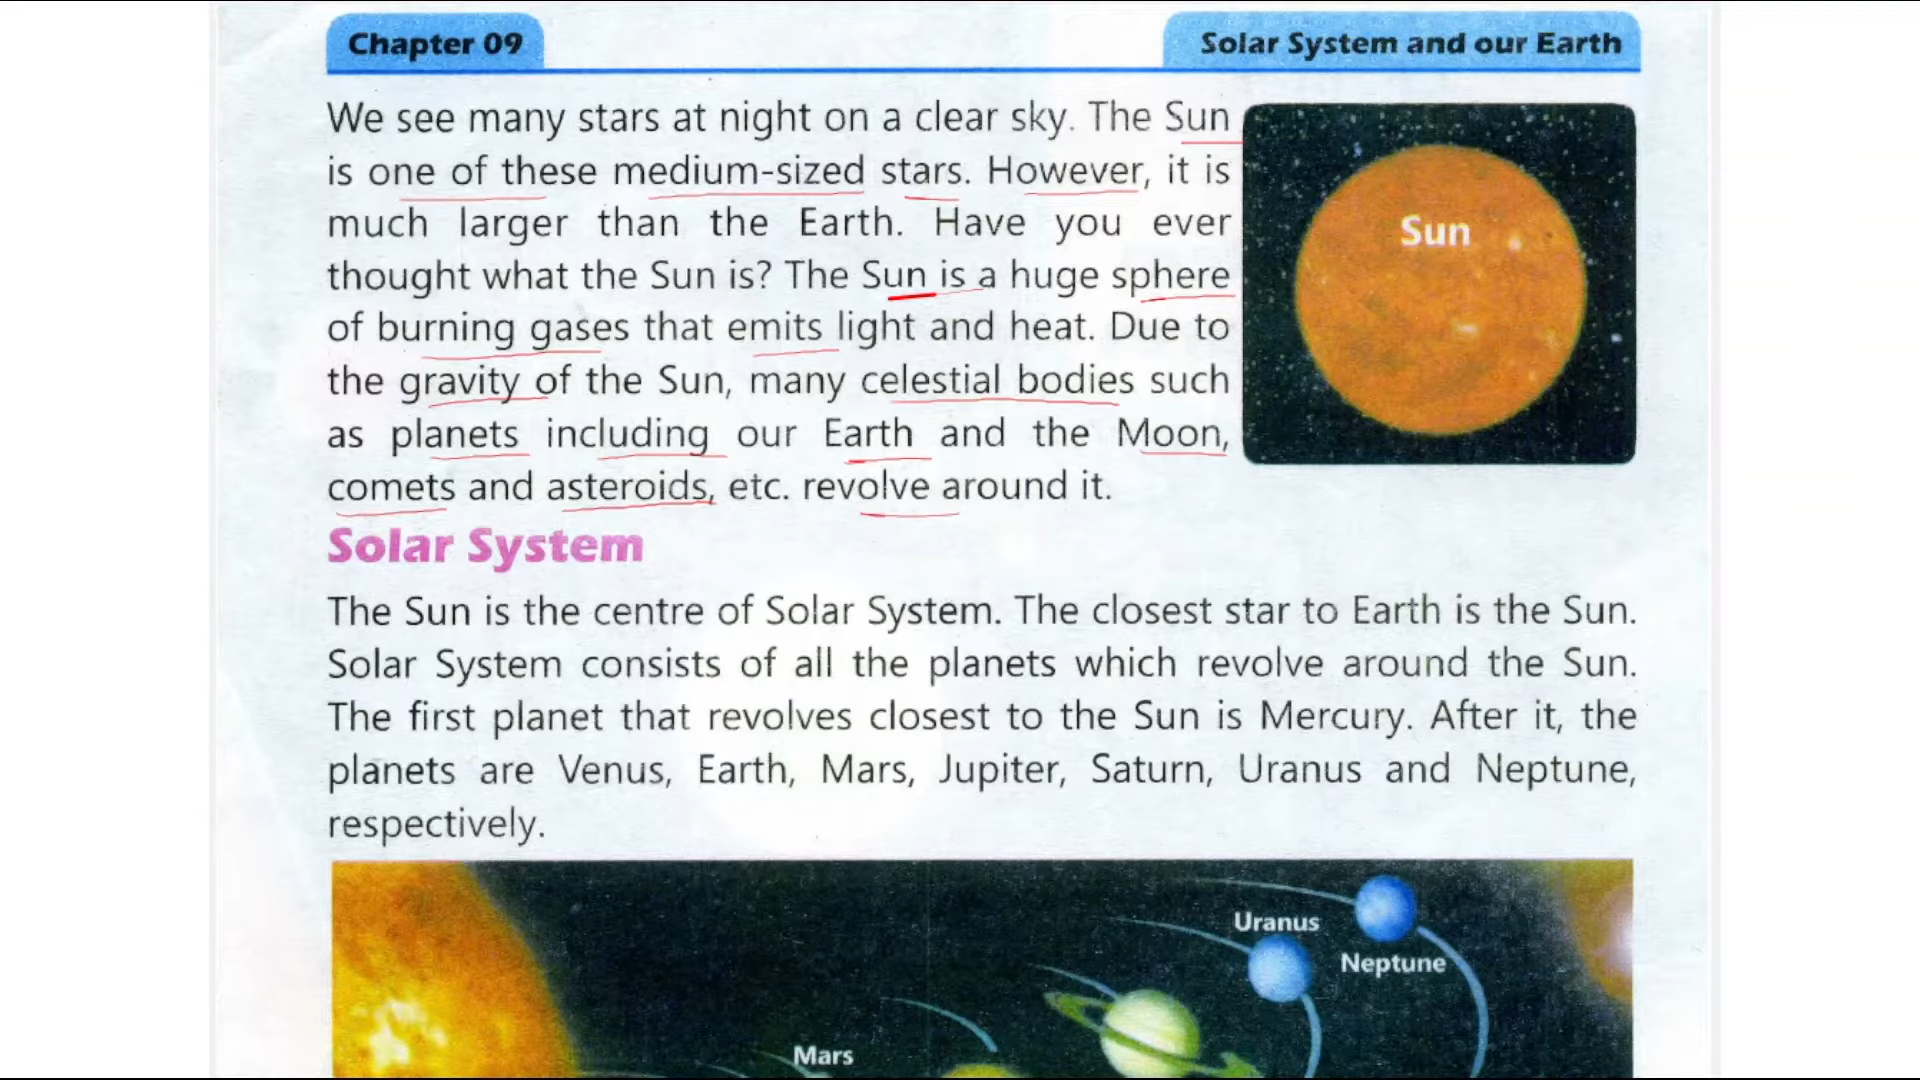 Chapter 09
Solar System and our Earth
We see many stars at night on a clear sky. The Sun
is one of these medium-sized stars. However, it is
much larger than the Earth. Have you ever
thought what the Sun is? The Sun is a huge sphere
of burning gases that emits light and heat. Due to
the gravity of the Sun, many celestial bodies such
as planets including our Earth and the Moon,
comets and asteroids, etc. revolve around it.
Sun
Solar System
The Sun is the centre of Solar System. The closest star to Earth is the Sun.
Solar System consists of all the planets which revolve around the Sun.
The first planet that revolves closest to the Sun is Mercury. After it, the
planets are Venus, Earth, Mars, Jupiter, Saturn, Uranus and Neptune,
respectively.
Uranus
Neptune
Mars